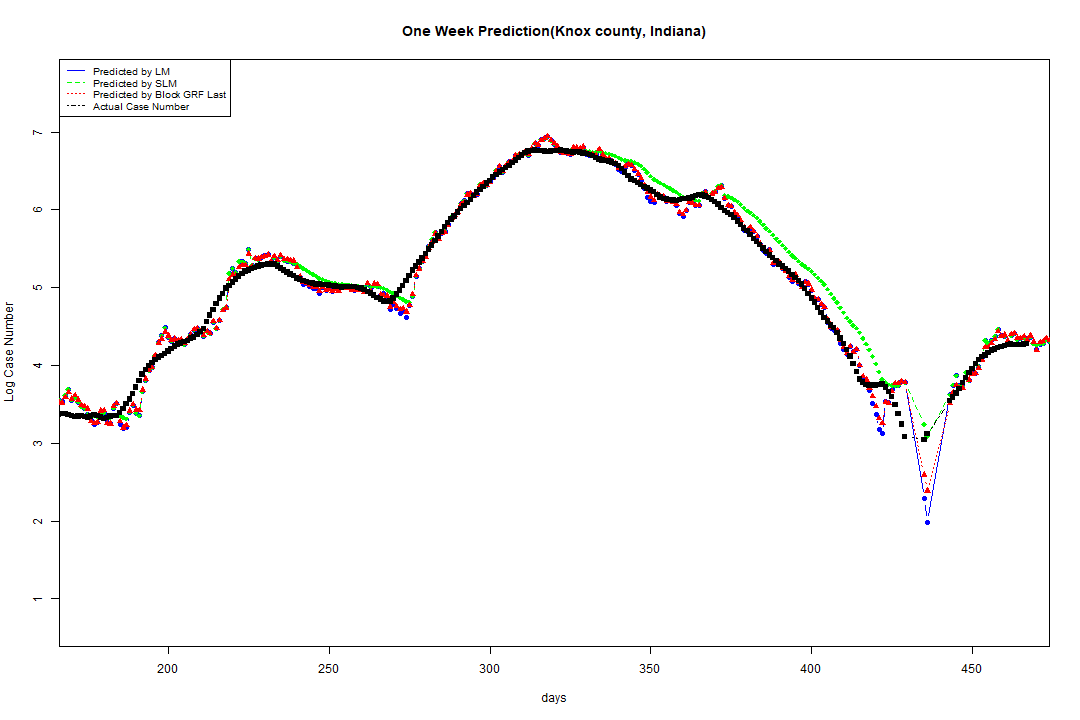 One Week Prediction(Knox county, Indiana)
Predicted by LM
Predicted by SLM
Predicted by Block GRF Last
Actual Case Number
7
6
5
4
3
2
1
Log Case Number
200 250 300 350 400 450
days